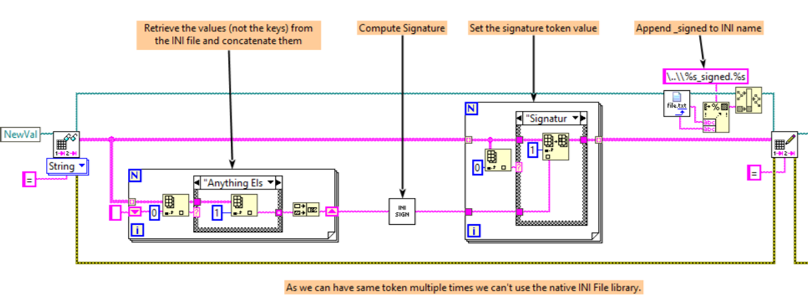 Retrieve the values (not the keys) from
the INI file and concatenate them
Compute Signature
Set the signature token value
Append _signed to INI name
\..\\%s_signed.%s
NewVal
String
=
N
"Anything Els
0
1
i
INI
SIGN
N
"Signatur
0
1
i
file.txt
=
As we can have same token multiple times we can't use the native INI File library.